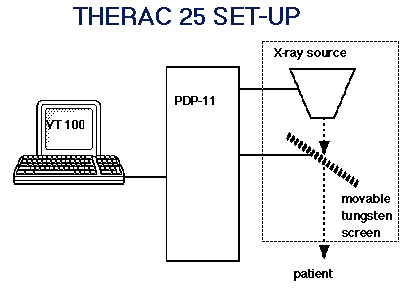 THERAC 25 SET-UP
X-ray source
PDP-11
VT 100
movable
tungsten
screen
patient